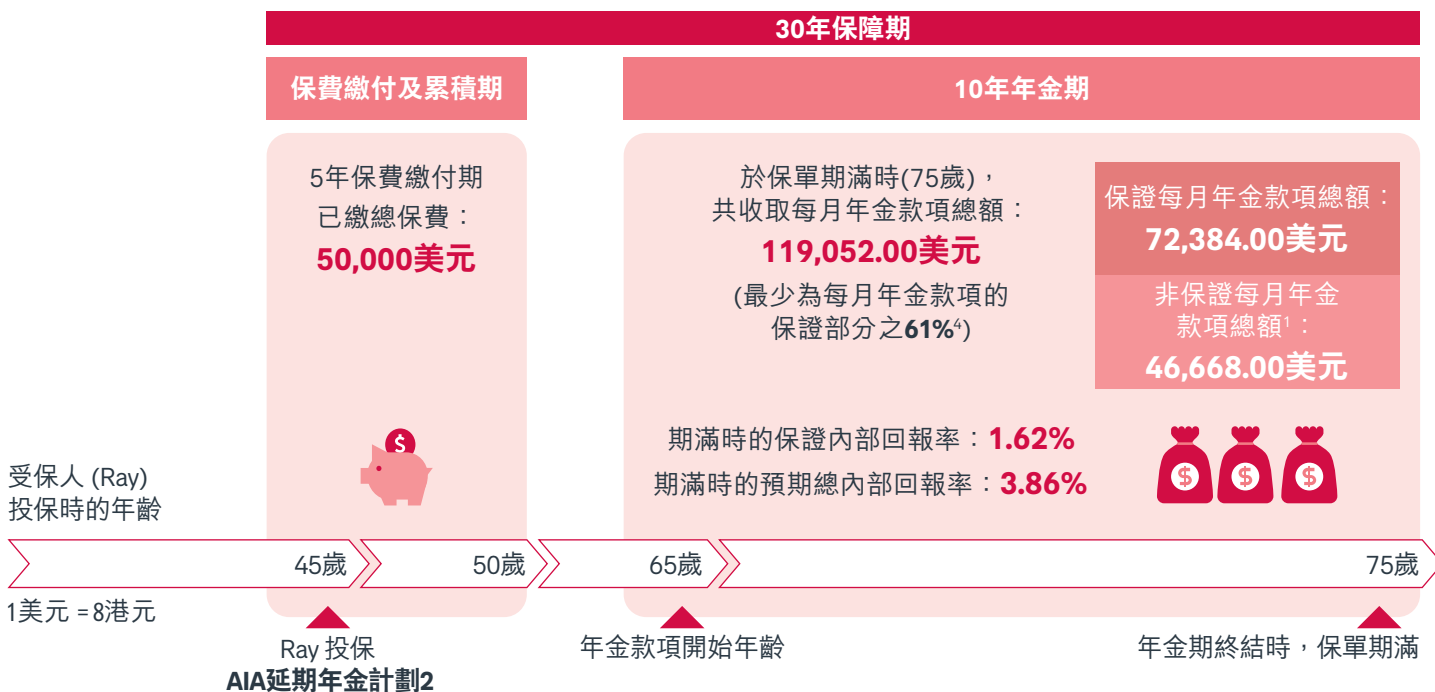 30年保障期
保費繳付及累積期
10年年金期
5年保費繳付期
已繳總保費：
50,000美元
於保單期滿時(75歲)，
共收取每月年金款項總額：
119,052.00美元
(最少為每月年金款項的
保證部分之61%⁴)
保證每月年金款項總額：
72,384.00美元
非保證每月年金
款項總額¹：
46,668.00美元
$
期滿時的保證內部回報率：1.62%
期滿時的預期總內部回報率：3.86%
$ $ $
受保人 (Ray)
投保時的年齡
45歲 50歲 65歲 75歲
1美元 =8港元
Ray 投保
AIA延期年金計劃2
年金款項開始年齡
年金期終結時，保單期滿